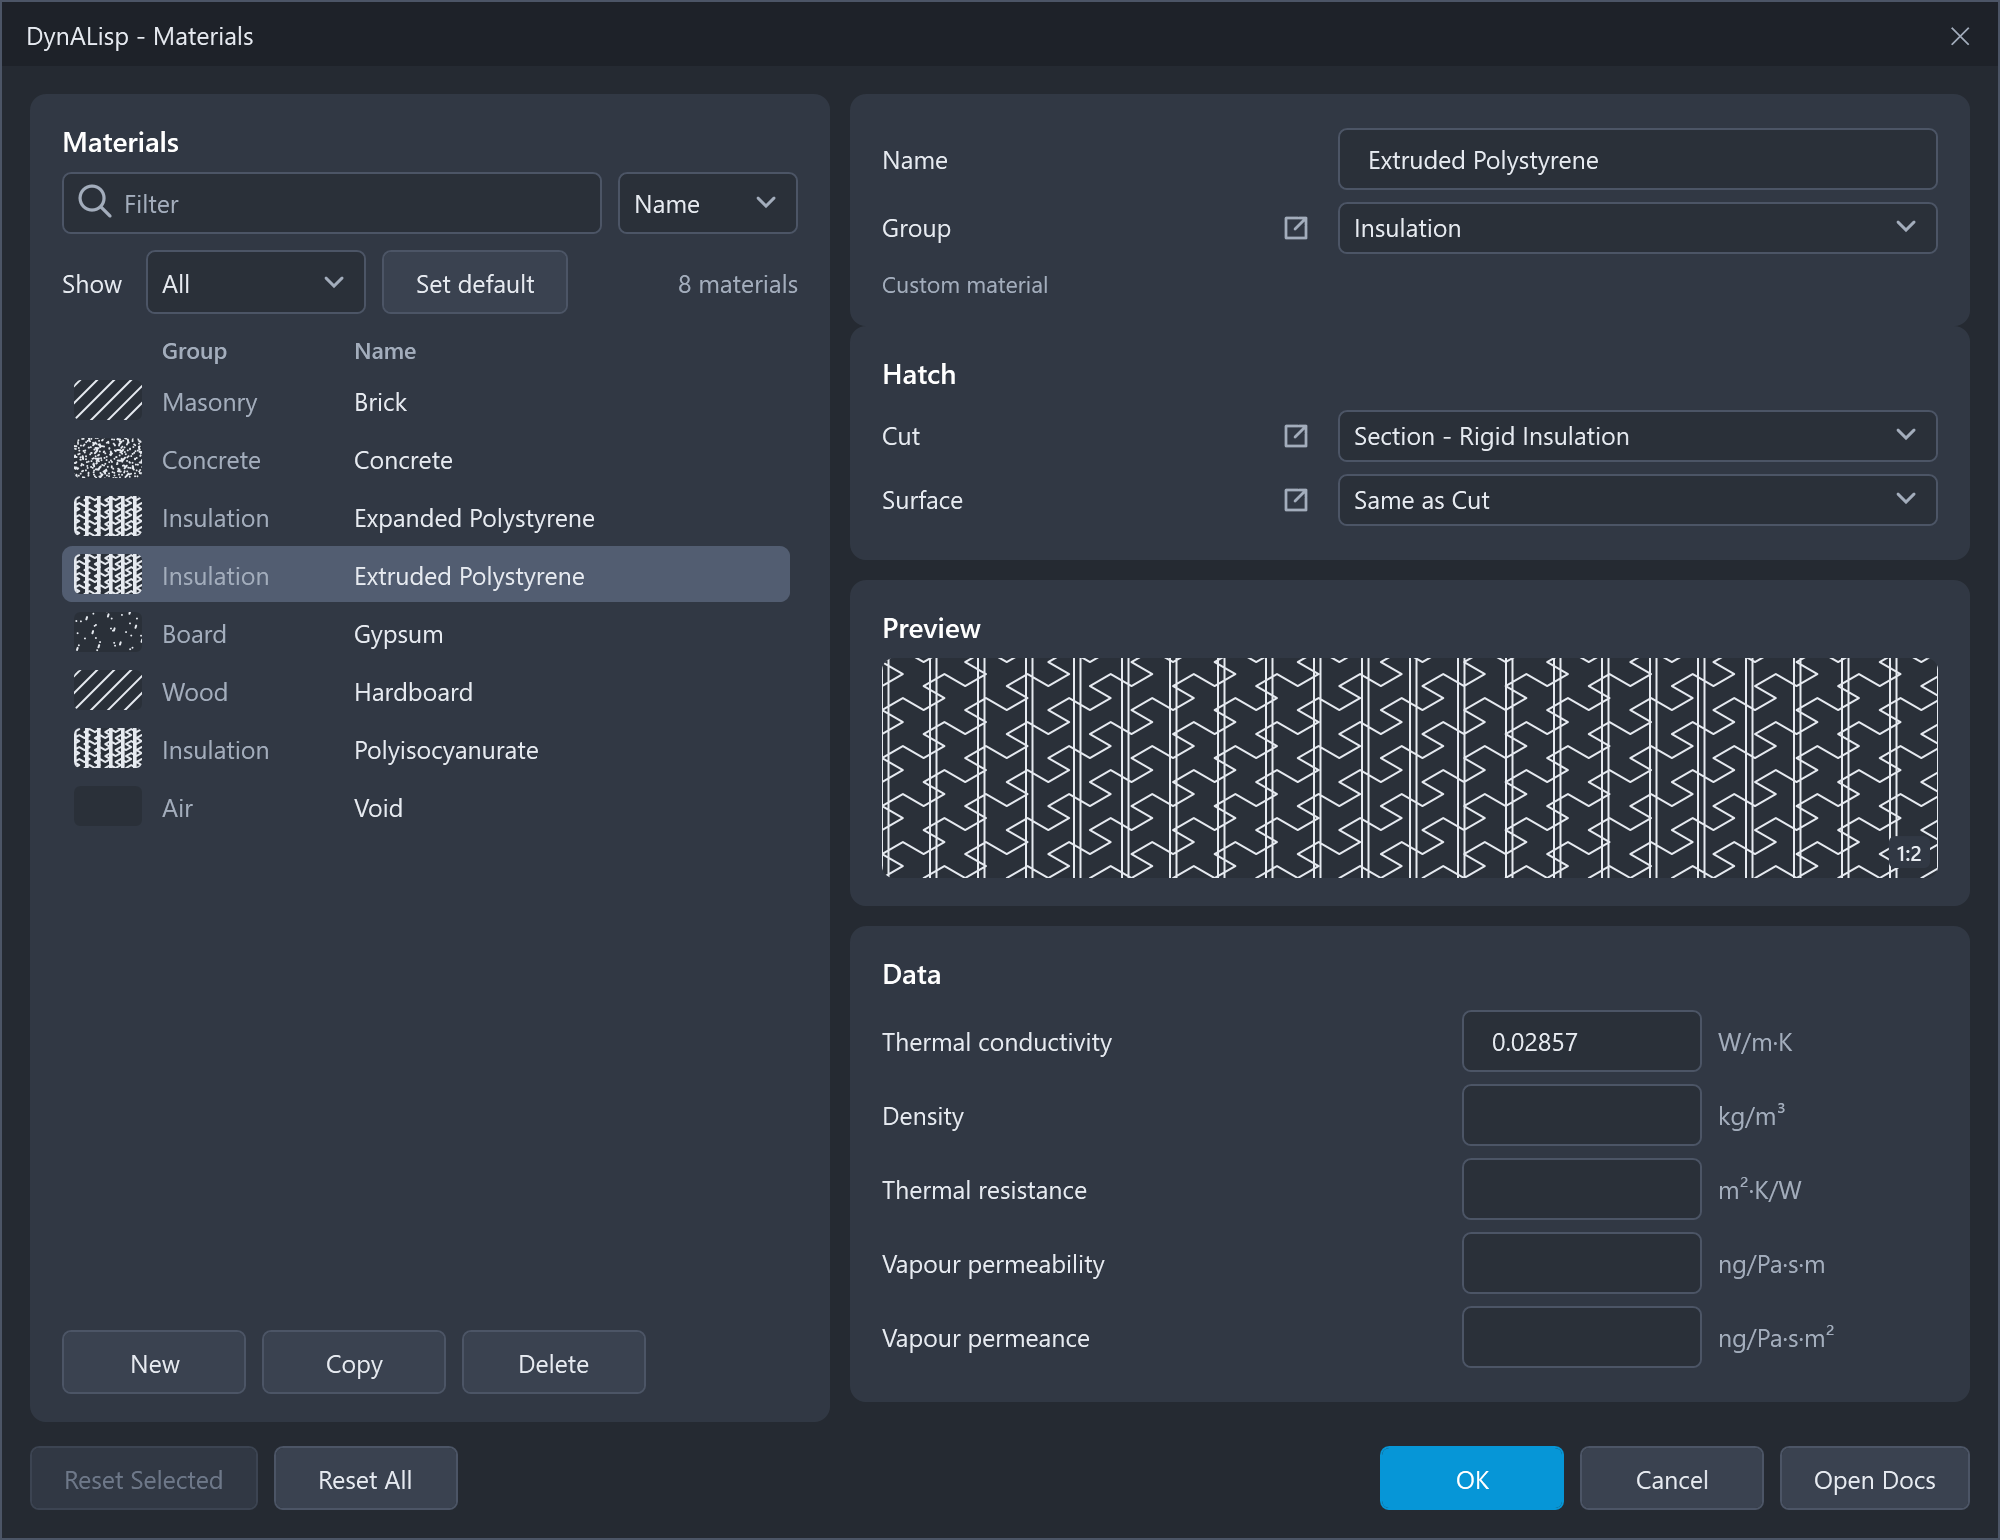 DynALisp - Materials
Materials
Filter
Name
Show
All
Set default
8 materials
Group Name
Masonry Brick
Concrete Concrete
Insulation Expanded Polystyrene
Insulation Extruded Polystyrene
Board Gypsum
Wood Hardboard
Insulation Polyisocyanurate
Air Void
New
Copy
Delete
Reset Selected
Reset All
Name
Extruded Polystyrene
Group
Insulation
Custom material
Hatch
Cut
Section - Rigid Insulation
Surface
Same as Cut
Preview
1:2
Data
Thermal conductivity
0.02857
W/m·K
Density
kg/m³
Thermal resistance
m²·K/W
Vapour permeability
ng/Pa·s·m
Vapour permeance
ng/Pa·s·m²
OK
Cancel
Open Docs